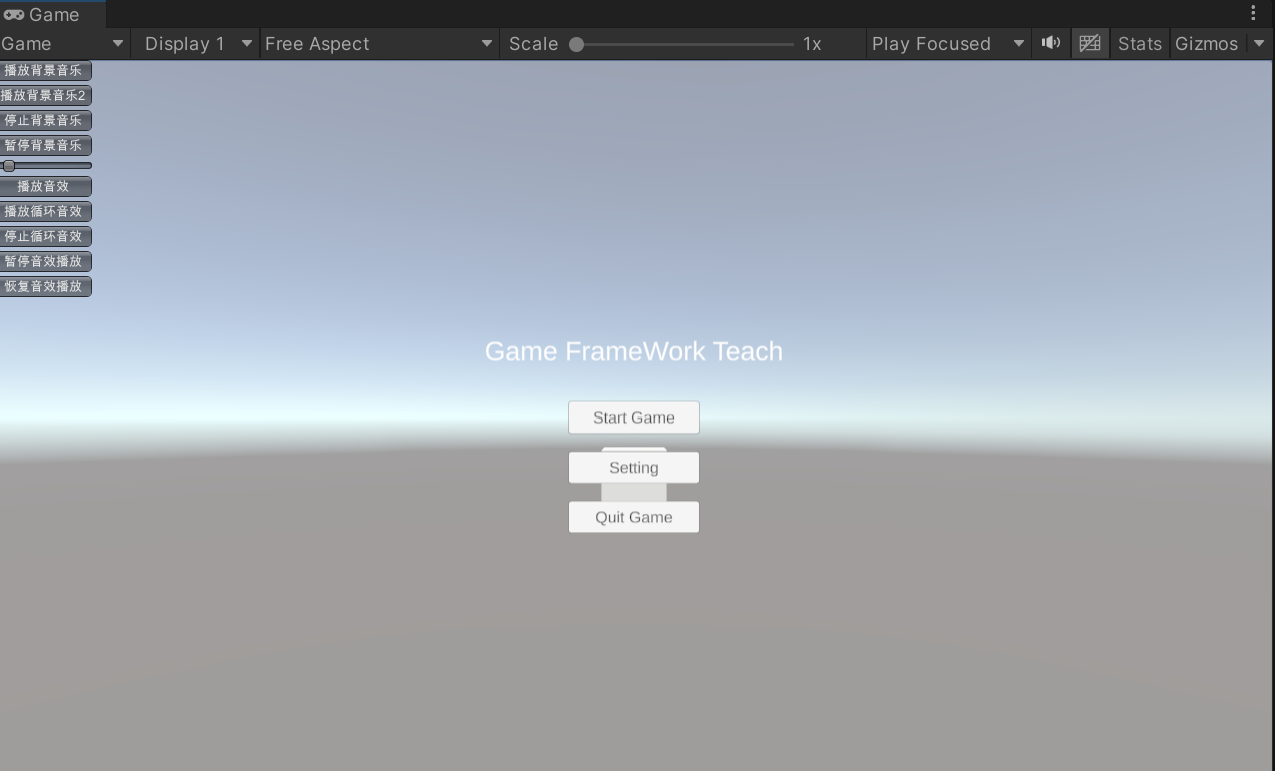 Game
Game Display 1 Free Aspect Scale 1x Play Focused Stats Gizmos
播放背景音乐
播放背景音乐2
停止背景音乐
暂停背景音乐
播放音效
播放循环音效
停止循环音效
暂停音效播放
恢复音效播放
Game FrameWork Teach
Start Game
Setting
Quit Game